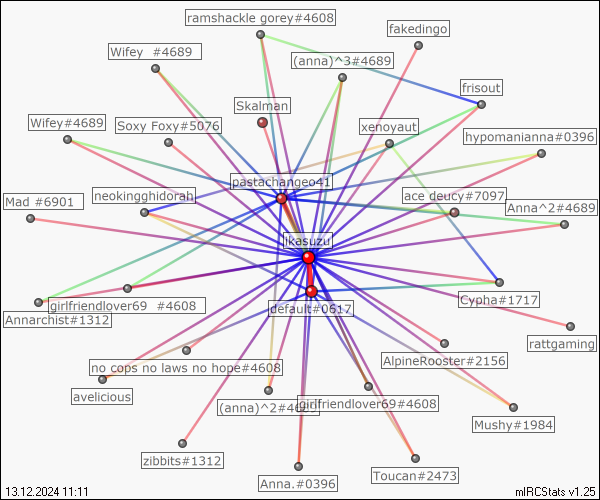 ramshackle gorey#4608
fakedingo
Wifey #4689
(anna)^3#4689
frisout
Skalman
Wifey#4689
Soxy Foxy#5076
xenoyaut
hypomanianna#0396
pastachangeo41
Mad #6901
neokingghidorah
ace deucy#7097
Anna^2#4689
ikasuzu
girlfriendlover69 #4608
Cypha#1717
Annarchist#1312
default#0617
rattgaming
no cops no laws no hope#4608
AlpineRooster#2156
avelicious
(anna)^2#4
girlfriendlover69#4608
Mushy#1984
zibbits#1312
Anna.#0396
Toucan#2473
13.12.2024 11:11
mIRCStats v1.25